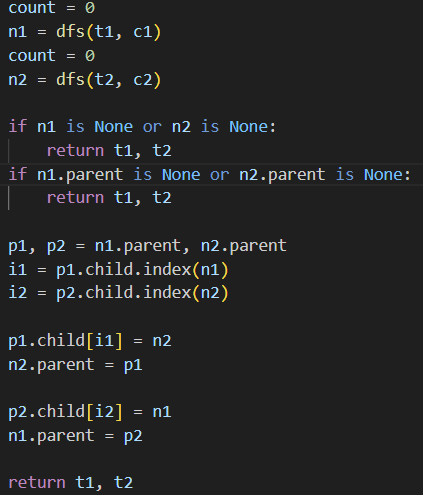 count = 0
n1 = dfs(t1, c1)
count = 0
n2 = dfs(t2, c2)
if n1 is None or n2 is None:
    return t1, t2
if n1.parent is None or n2.parent is None:
    return t1, t2
p1, p2 = n1.parent, n2.parent
i1 = p1.child.index(n1)
i2 = p2.child.index(n2)
p1.child[i1] = n2
n2.parent = p1
p2.child[i2] = n1
n1.parent = p2
return t1, t2